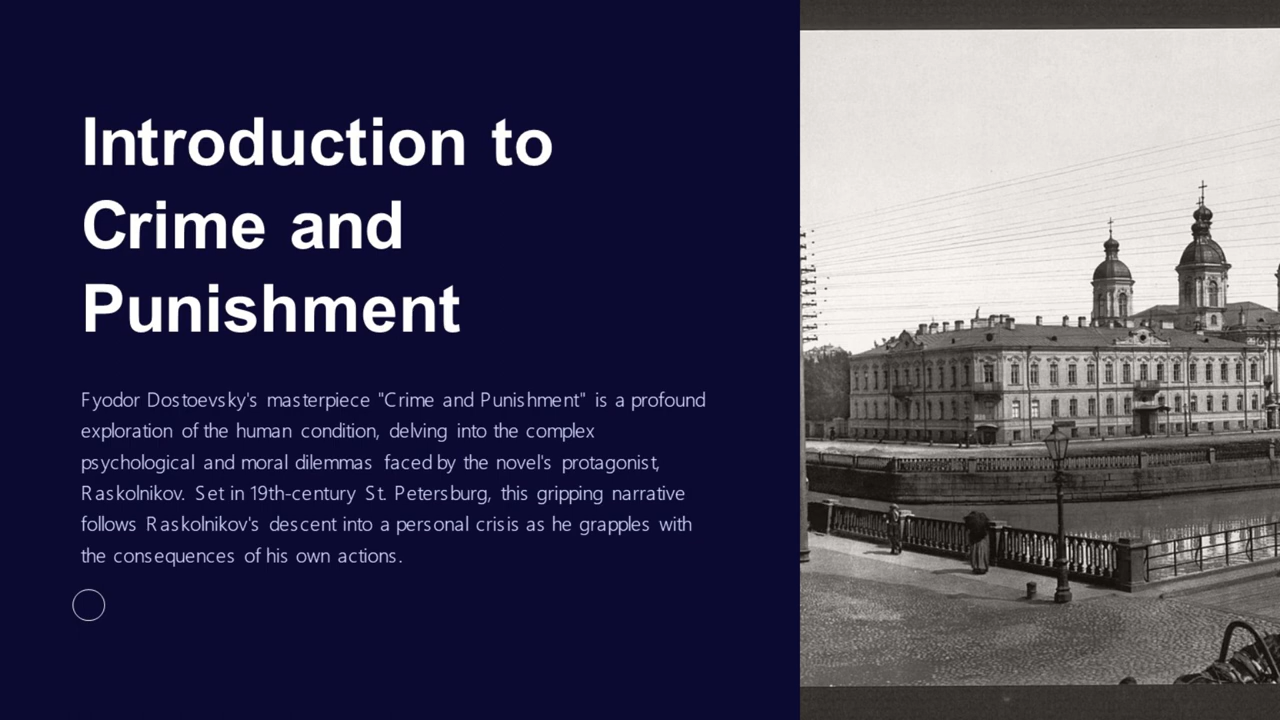 Introduction to
Crime and
Punishment
Fyodor Dostoevsky's masterpiece "Crime and Punishment" is a profound
exploration of the human condition, delving into the complex
psychological and moral dilemmas faced by the novel's protagonist,
Raskolnikov. Set in 19th-century St. Petersburg, this gripping narrative
follows Raskolnikov's descent into a personal crisis as he grapples with
the consequences of his own actions.